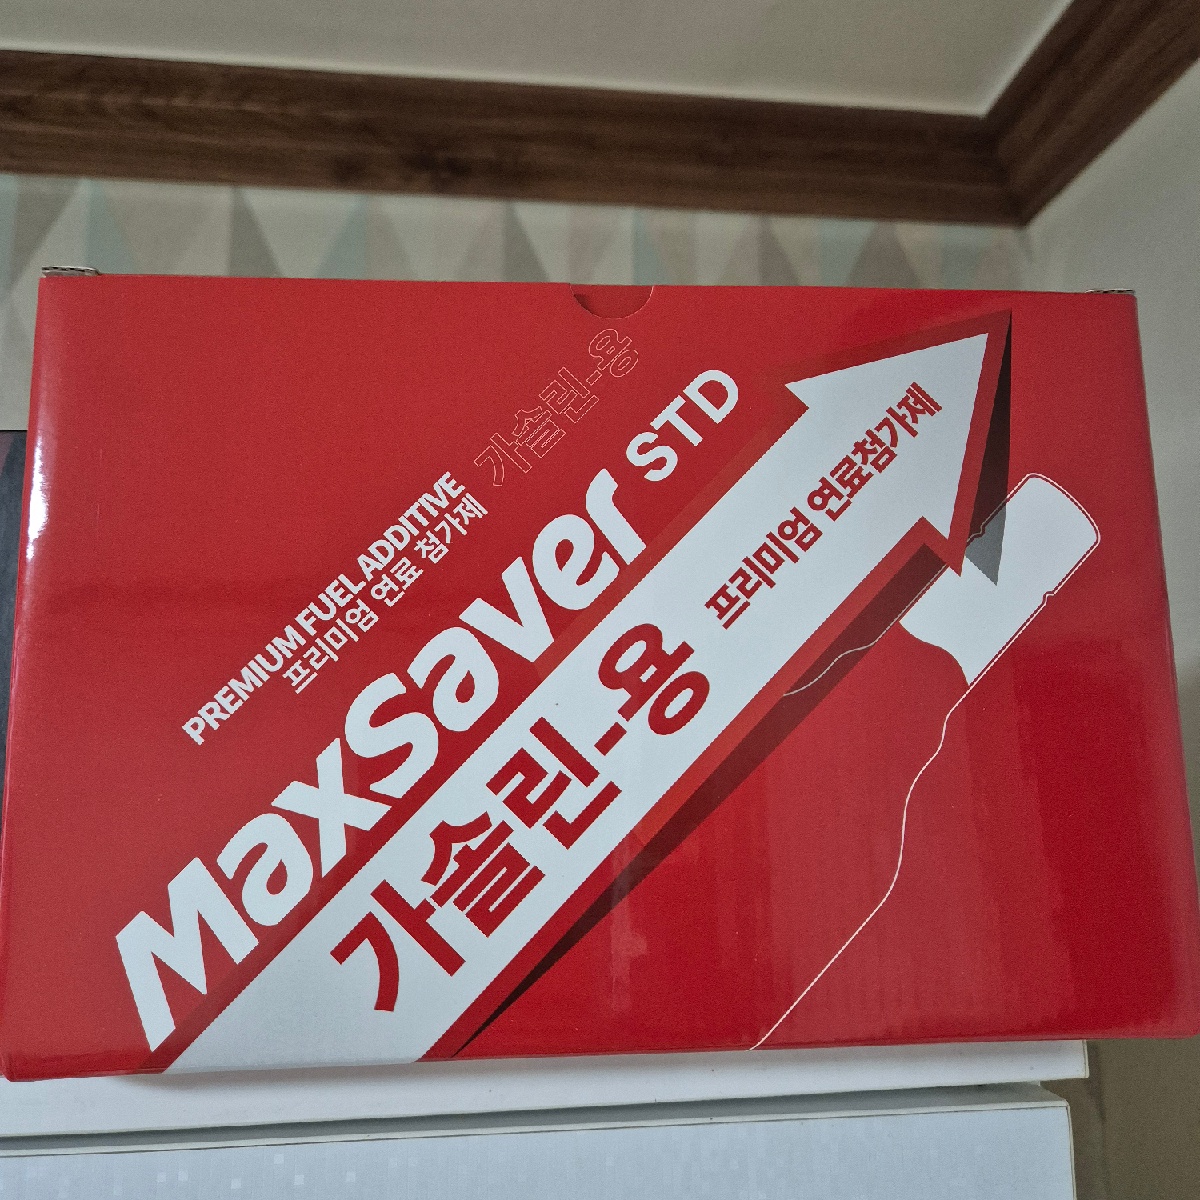 가솔린-용
PREMIUM FUEL ADDITIVE
프리미엄 연료 첨가제
MaxSaver STD
가솔린-용 프리미엄 연료첨가제